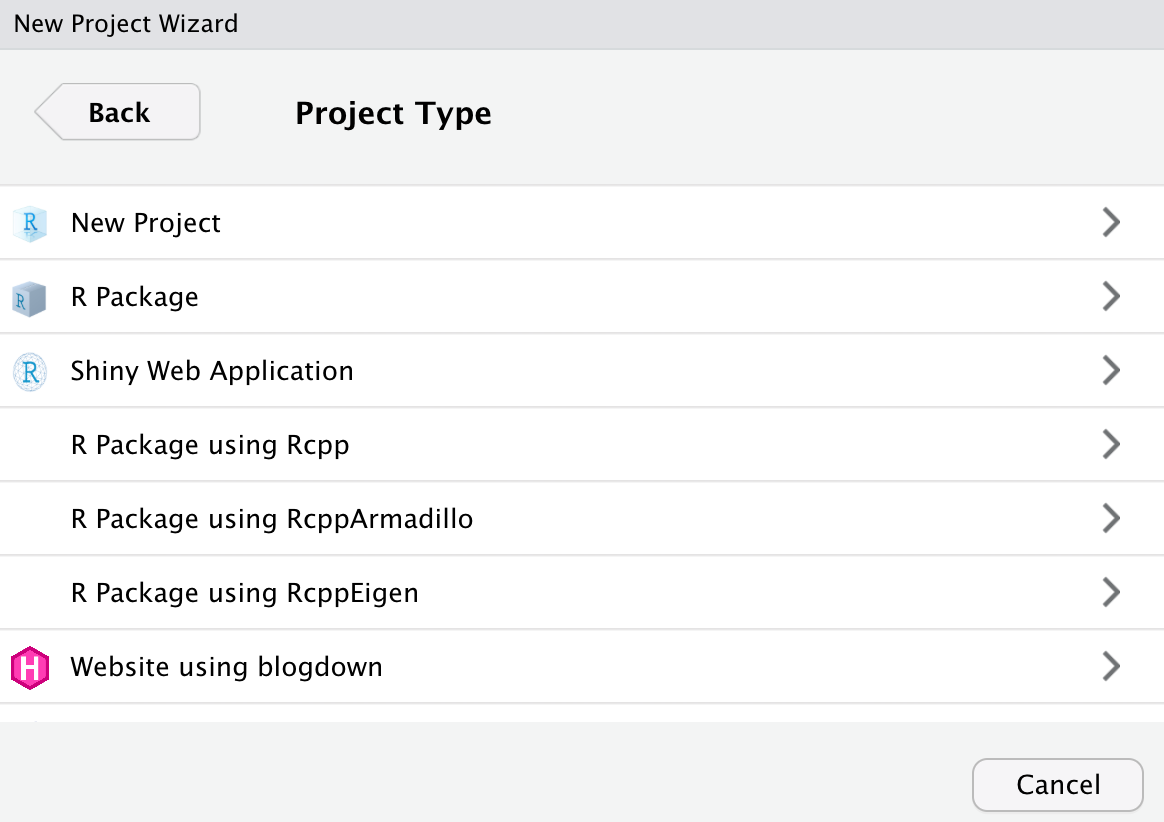 New Project Wizard
Back
Project Type
R New Project
R R Package
R Shiny Web Application
R Package using Rcpp
R Package using RcppArmadillo
R Package using RcppEigen
H Website using blogdown
Cancel